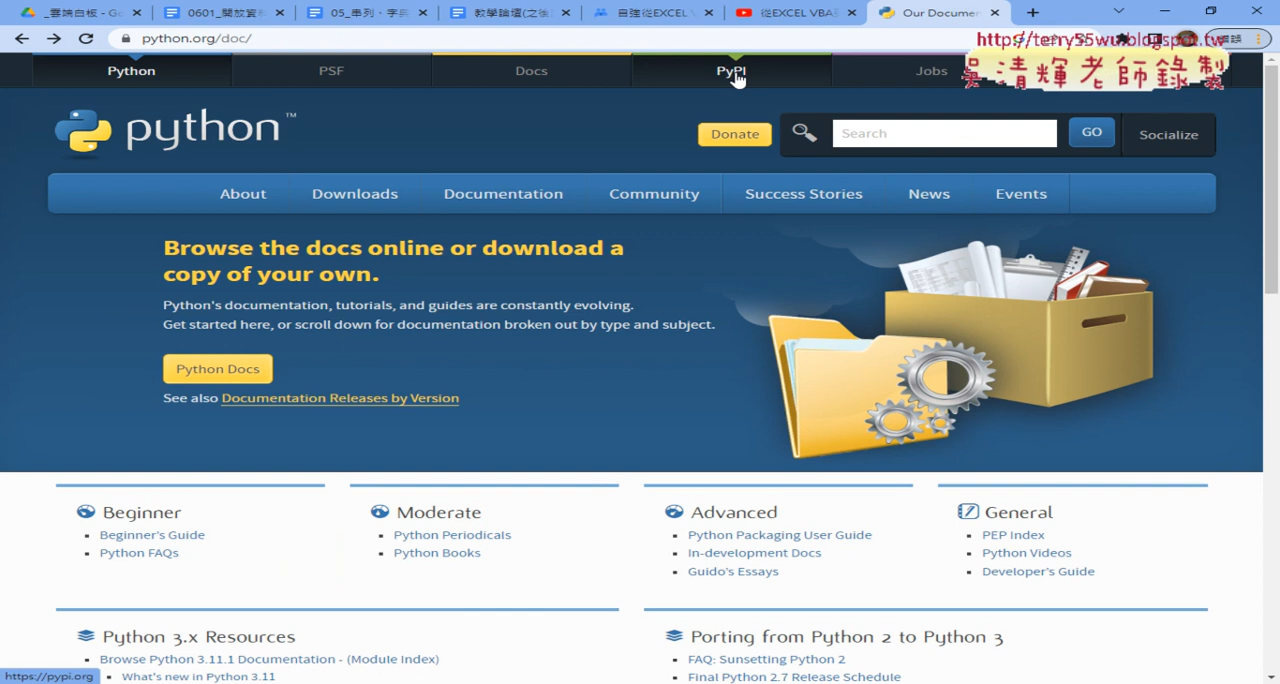 _雲端白板 - Go
0601_開放資料
05_串列、字典
教學論壇(之後
自強從EXCEL V
從EXCEL VBA
Our Documen
python.org/doc/
http://terry55wu.blogspot.tw
吳清輝老師錄製
Python
PSF
Docs
PyPI
Jobs
python™
Donate
Search
GO
Socialize
About
Downloads
Documentation
Community
Success Stories
News
Events
Browse the docs online or download a
copy of your own.
Python's documentation, tutorials, and guides are constantly evolving.
Get started here, or scroll down for documentation broken out by type and subject.
Python Docs
See also Documentation Releases by Version
Beginner
Beginner's Guide
Python FAQs
Moderate
Python Periodicals
Python Books
Advanced
Python Packaging User Guide
In-development Docs
Guido's Essays
General
PEP Index
Python Videos
Developer's Guide
Python 3.x Resources
Browse Python 3.11.1 Documentation - (Module Index)
What's new in Python 3.11
Porting from Python 2 to Python 3
FAQ: Sunsetting Python 2
Final Python 2.7 Release Schedule
https://pypi.org